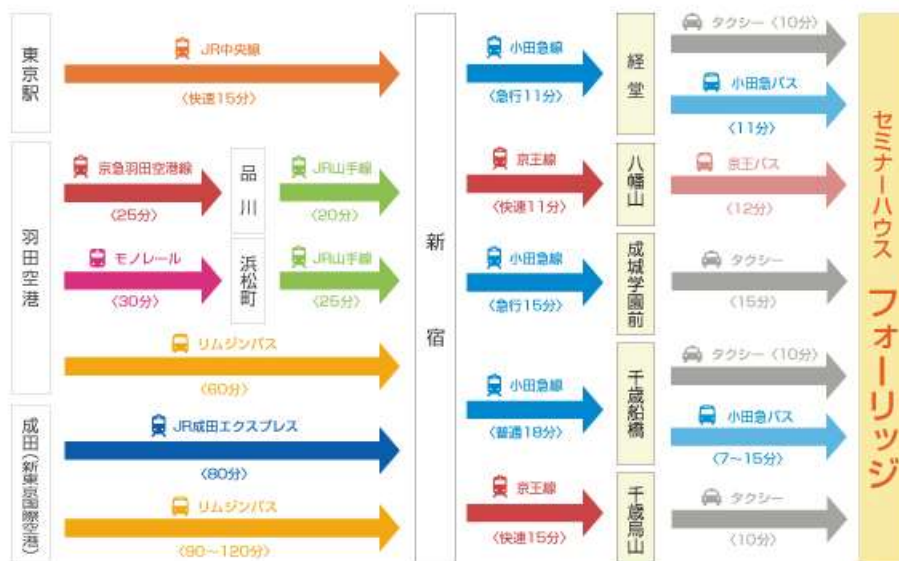 東京駅
JR中央線
〈快速15分〉
羽田空港
京急羽田空港線
〈25分〉
品川
JR山手線
〈20分〉
モノレール
〈30分〉
浜松町
JR山手線
〈25分〉
リムジンバス
〈60分〉
成田（新東京国際空港）
JR成田エクスプレス
〈80分〉
リムジンバス
〈90〜120分〉
新宿
小田急線
〈急行11分〉
経堂
タクシー〈10分〉
小田急バス
〈11分〉
京王線
〈快速11分〉
八幡山
京王バス
〈12分〉
小田急線
〈急行15分〉
成城学園前
タクシー
〈15分〉
小田急線
〈普通18分〉
千歳船橋
タクシー〈10分〉
小田急バス
〈7〜15分〉
京王線
〈快速15分〉
千歳烏山
タクシー
〈10分〉
セミナーハウス フォーリッジ